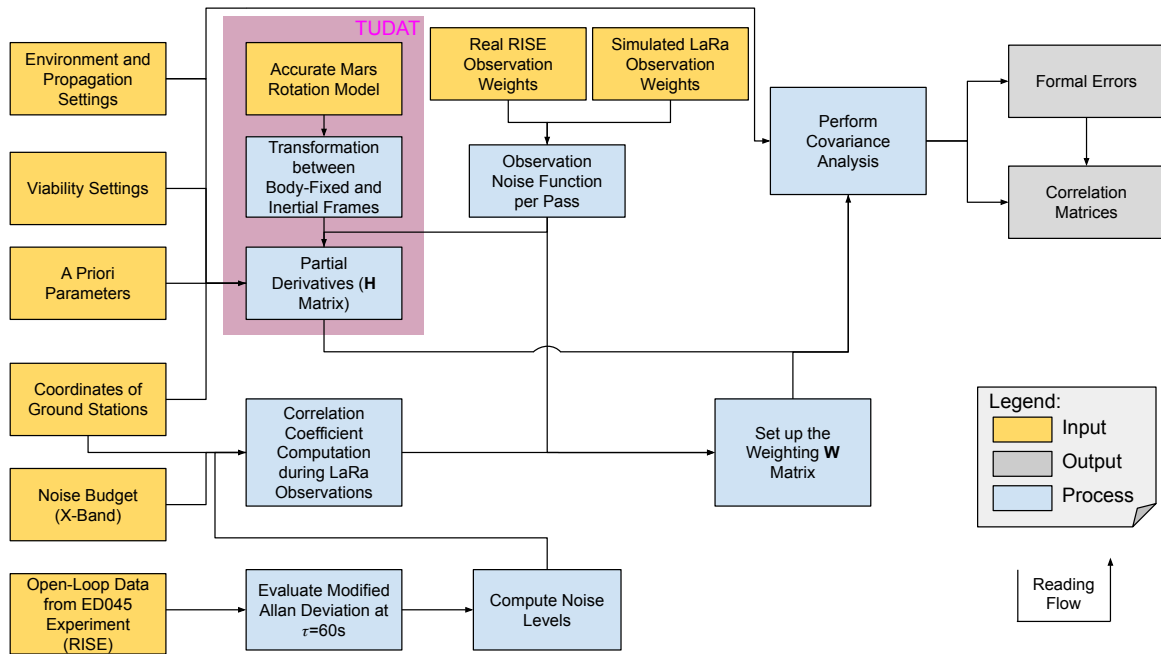 TUDAT
Environment and
Propagation
Settings
Accurate Mars
Rotation Model
Real RISE
Observation
Weights
Simulated LaRa
Observation
Weights
Perform
Covariance
Analysis
Formal Errors
Viability Settings
Transformation
between
Body-Fixed and
Inertial Frames
Observation
Noise Function
per Pass
Correlation
Matrices
A Priori
Parameters
Partial
Derivatives (H
Matrix)
Coordinates of
Ground Stations
Correlation
Coefficient
Computation
during LaRa
Observations
Set up the
Weighting W
Matrix
Legend:
Input
Output
Process
Noise Budget
(X-Band)
Open-Loop Data
from ED045
Experiment
(RISE)
Evaluate Modified
Allan Deviation at
τ=60s
Compute Noise
Levels
Reading
Flow